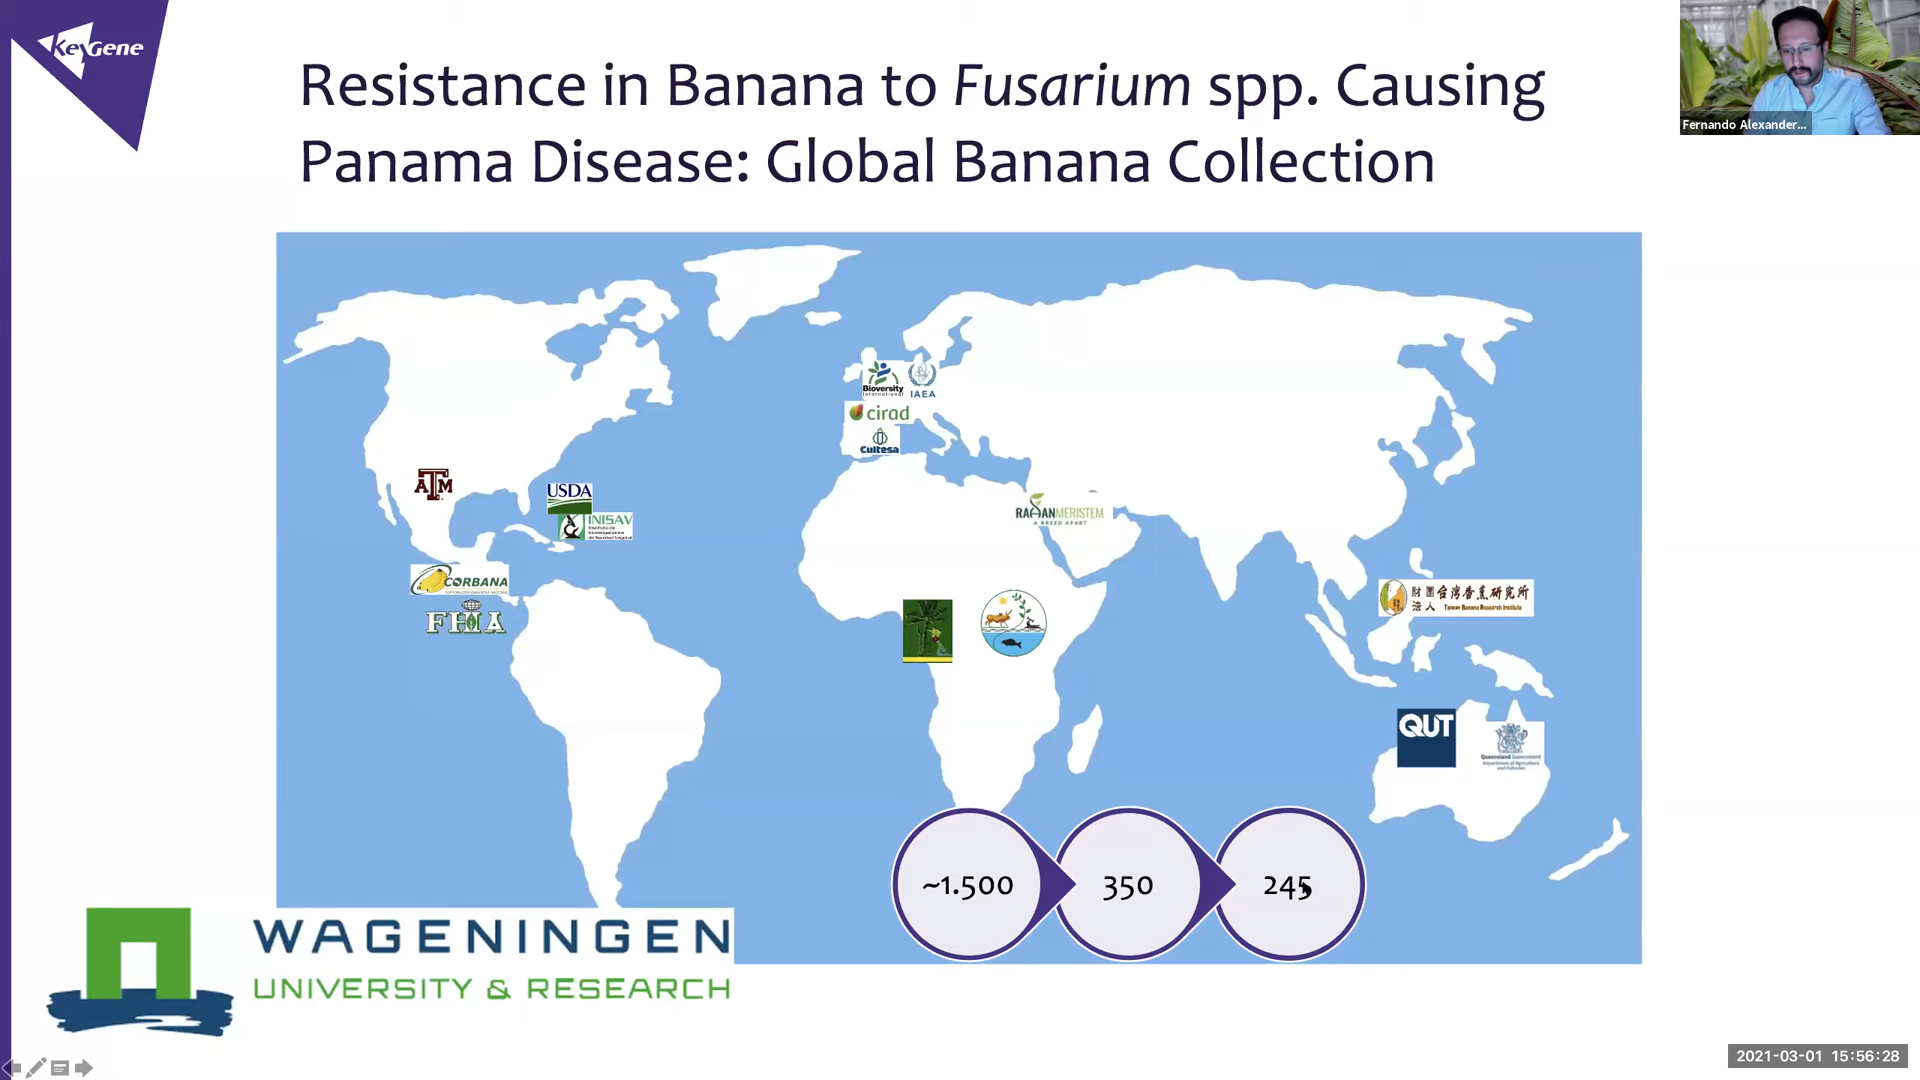 KeyGene
Resistance in Banana to Fusarium spp. Causing
Panama Disease: Global Banana Collection
Fernando Alexander...
Bioversity
International
IAEA
cirad
Cultesa
ATM
USDA
INISAV
Instituto de
Investigaciones
de Sanidad Vegetal
RAHANMERISTEM
A BREED APART
CORBANA
FHIA
財團
法人
台灣香蕉研究所
Taiwan Banana Research Institute
QUT
Queensland Government
Department of Agriculture
and Fisheries
~1.500
350
245
WAGENINGEN
UNIVERSITY & RESEARCH
2021-03-01 15:56:28